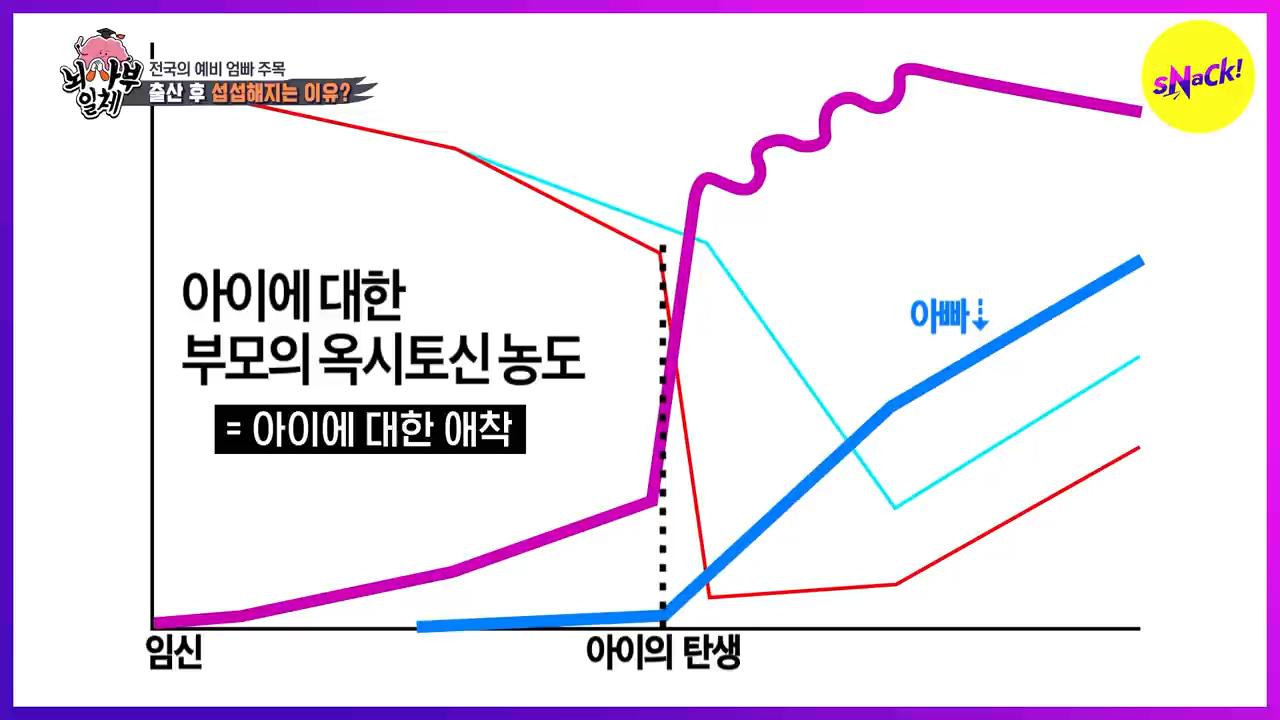 뇌사부
일체
전국의 예비 엄빠 주목
출산 후 섭섭해지는 이유?
sNaCk!
아이에 대한
부모의 옥시토신 농도
= 아이에 대한 애착
아빠↓
임신
아이의 탄생